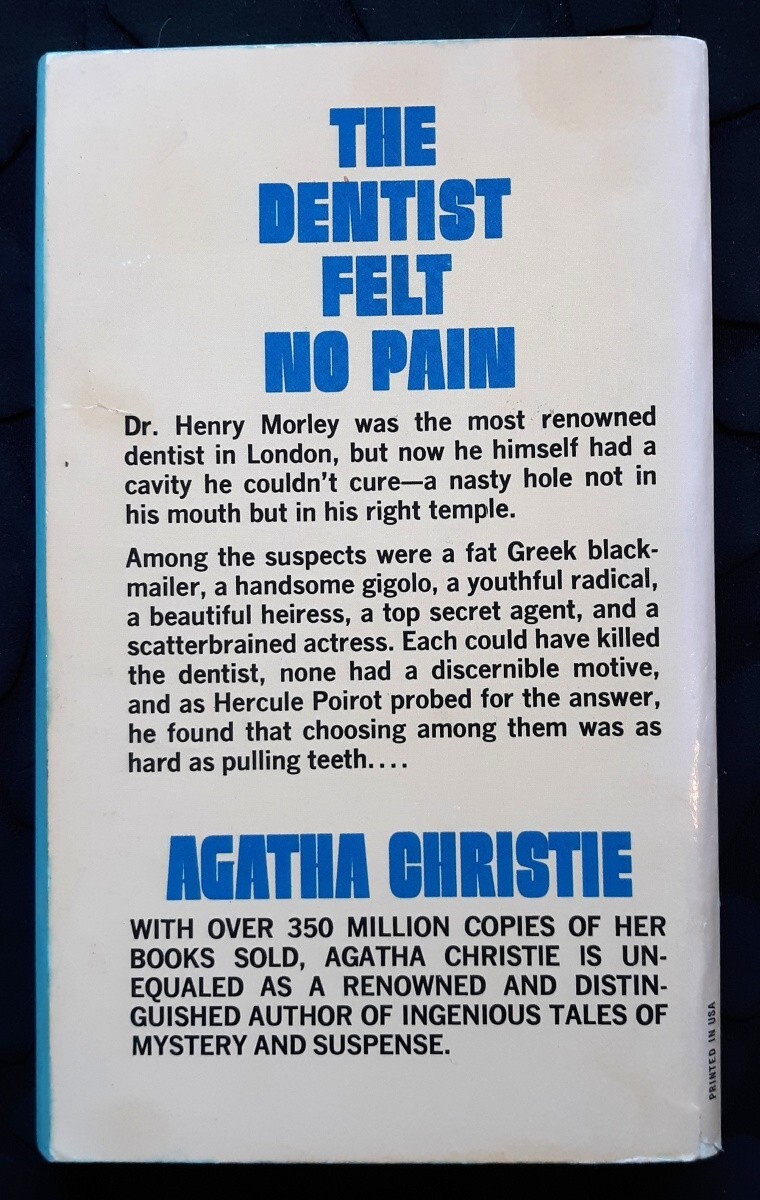 THE
DENTIST
FELT
NO PAIN
Dr. Henry Morley was the most renowned
dentist in London, but now he himself had a
cavity he couldn't cure—a nasty hole not in
his mouth but in his right temple.
Among the suspects were a fat Greek black-
mailer, a handsome gigolo, a youthful radical,
a beautiful heiress, a top secret agent, and a
scatterbrained actress. Each could have killed
the dentist, none had a discernible motive,
and as Hercule Poirot probed for the answer,
he found that choosing among them was as
hard as pulling teeth....
AGATHA CHRISTIE
WITH OVER 350 MILLION COPIES OF HER
BOOKS SOLD, AGATHA CHRISTIE IS UN-
EQUALED AS A RENOWNED AND DISTIN-
GUISHED AUTHOR OF INGENIOUS TALES OF
MYSTERY AND SUSPENSE.
PRINTED IN USA